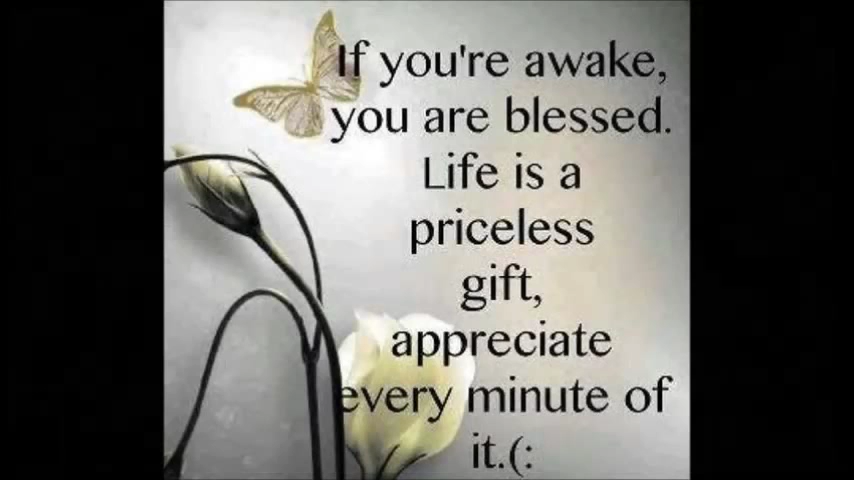 If you're awake,
you are blessed.
Life is a
priceless
gift,
appreciate
every minute of
it.(: